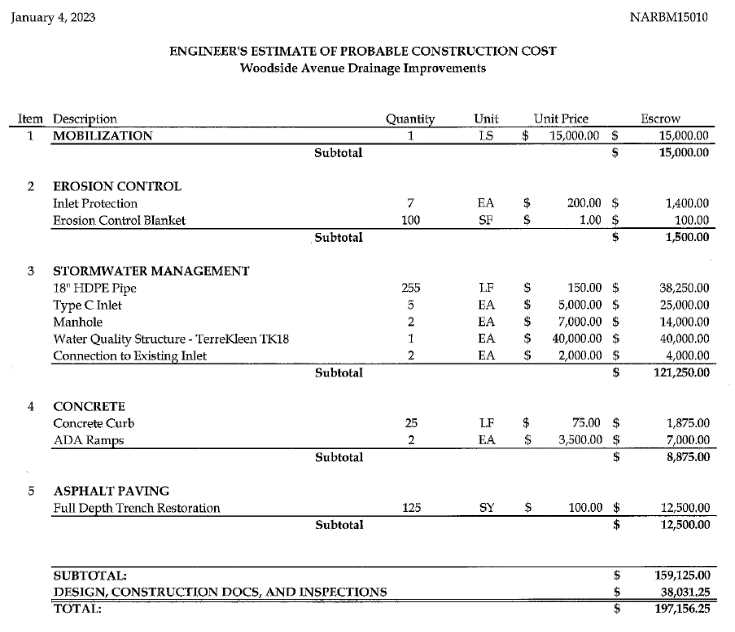 January 4, 2023 NARBM15010
ENGINEER'S ESTIMATE OF PROBABLE CONSTRUCTION COST
Woodside Avenue Drainage Improvements
Item Description Quantity Unit Unit Price Escrow
1 MOBILIZATION 1 LS $ 15,000.00 $ 15,000.00
Subtotal $ 15,000.00
2 EROSION CONTROL
Inlet Protection 7 EA $ 200.00 $ 1,400.00
Erosion Control Blanket 100 SF $ 1.00 $ 100.00
Subtotal $ 1,500.00
3 STORMWATER MANAGEMENT
18" HDPE Pipe 255 LF $ 150.00 $ 38,250.00
Type C Inlet 5 EA $ 5,000.00 $ 25,000.00
Manhole 2 EA $ 7,000.00 $ 14,000.00
Water Quality Structure - TerreKleen TK18 1 EA $ 40,000.00 $ 40,000.00
Connection to Existing Inlet 2 EA $ 2,000.00 $ 4,000.00
Subtotal $ 121,250.00
4 CONCRETE
Concrete Curb 25 LF $ 75.00 $ 1,875.00
ADA Ramps 2 EA $ 3,500.00 $ 7,000.00
Subtotal $ 8,875.00
5 ASPHALT PAVING
Full Depth Trench Restoration 125 SY $ 100.00 $ 12,500.00
Subtotal $ 12,500.00
SUBTOTAL: $ 159,125.00
DESIGN, CONSTRUCTION DOCS, AND INSPECTIONS $ 38,031.25
TOTAL: $ 197,156.25